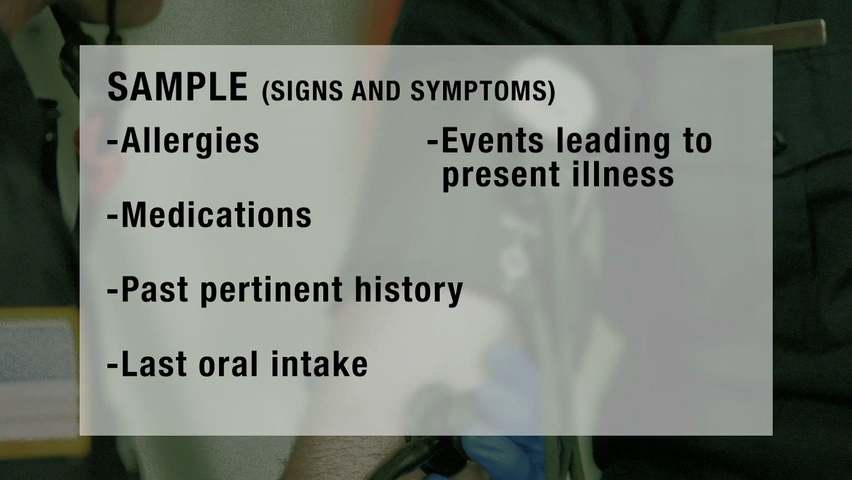 SAMPLE (SIGNS AND SYMPTOMS)
-Allergies
-Medications
-Past pertinent history
-Last oral intake
-Events leading to
present illness